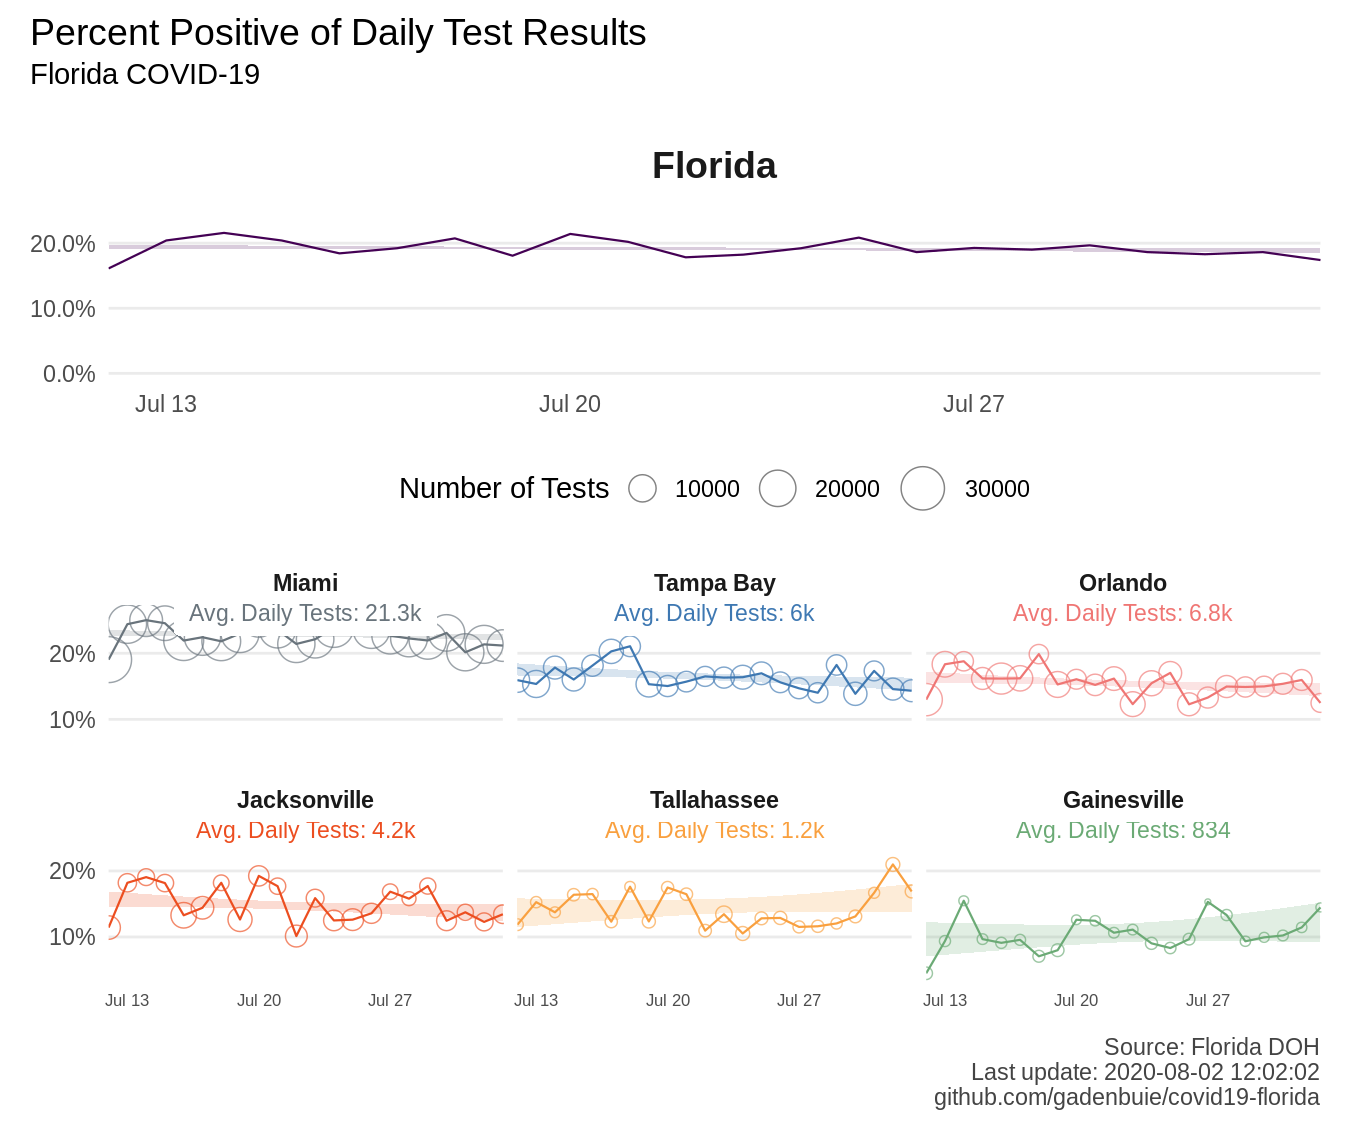 Percent Positive of Daily Test Results
Florida COVID-19
Florida
20.0%
10.0%
0.0%
Jul 13 Jul 20 Jul 27
Number of Tests 10000 20000 30000
Miami Tampa Bay Orlando
Avg. Daily Tests: 21.3k Avg. Daily Tests: 6k Avg. Daily Tests: 6.8k
20%
10%
Jacksonville Tallahassee Gainesville
Avg. Daily Tests: 4.2k Avg. Daily Tests: 1.2k Avg. Daily Tests: 834
20%
10%
Jul 13 Jul 20 Jul 27 Jul 13 Jul 20 Jul 27 Jul 13 Jul 20 Jul 27
Source: Florida DOH
Last update: 2020-08-02 12:02:02
github.com/gadenbuie/covid19-florida